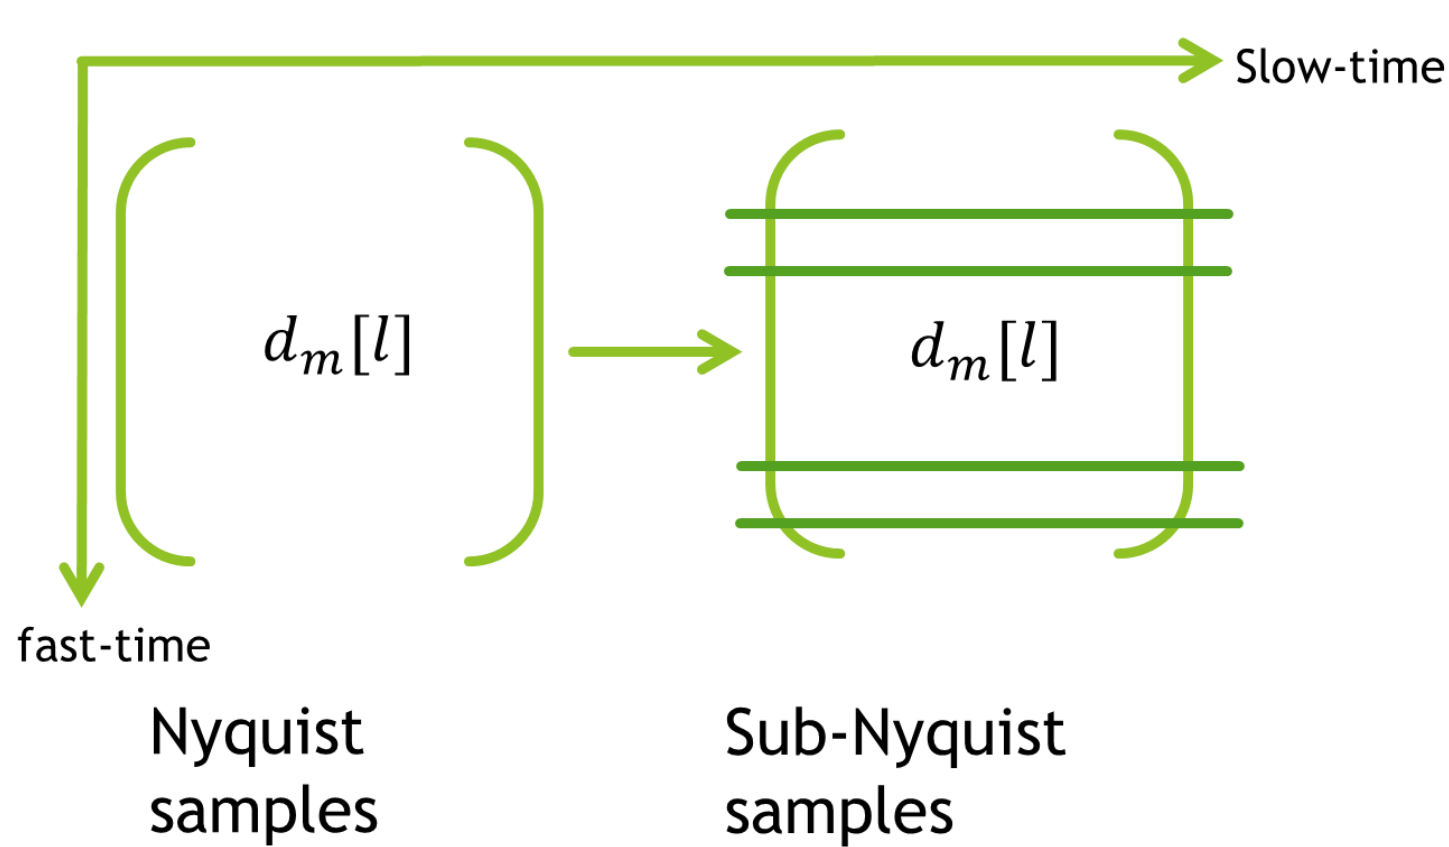 Slow-time
d_m[l]
d_m[l]
fast-time
Nyquist
samples
Sub-Nyquist
samples